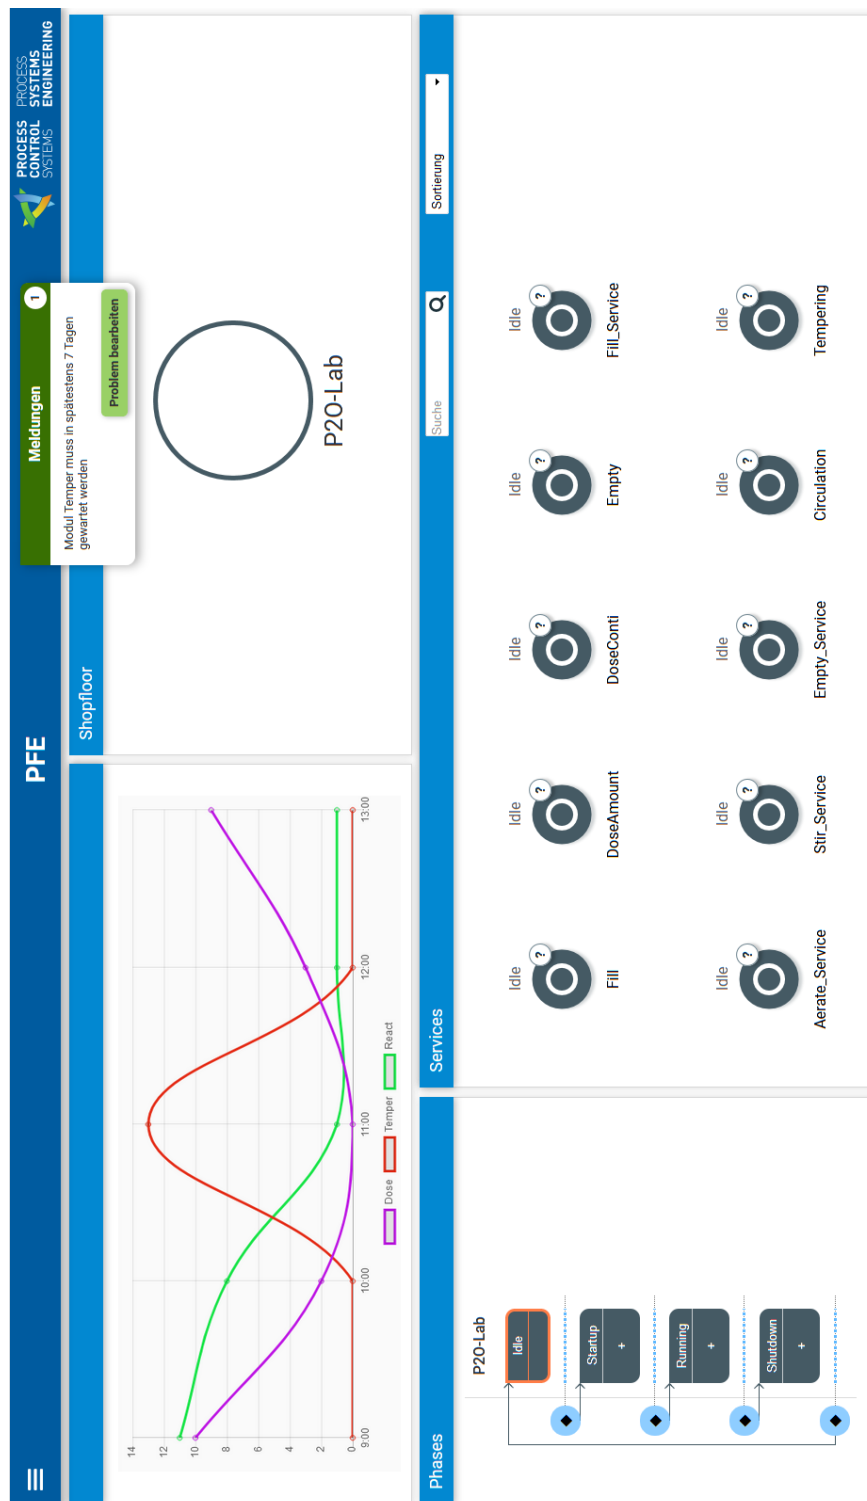 PFE
PROCESS
CONTROL
SYSTEMS
PROCESS
SYSTEMS
ENGINEERING
Meldungen
1
Modul Temper muss in spätestens 7 Tagen
gewartet werden
Problem bearbeiten
14
12
10
8
6
4
2
0
9:00
10:00
11:00
12:00
13:00
Dose
Temper
React
Shopfloor
P2O-Lab
Phases
P2O-Lab
Idle
Startup
+
Running
+
Shutdown
+
Services
Suche
Sortierung
Idle
?
Fill
Idle
?
DoseAmount
Idle
?
DoseConti
Idle
?
Empty
Idle
?
Fill_Service
Idle
?
Aerate_Service
Idle
?
Stir_Service
Idle
?
Empty_Service
Idle
?
Circulation
Idle
?
Tempering